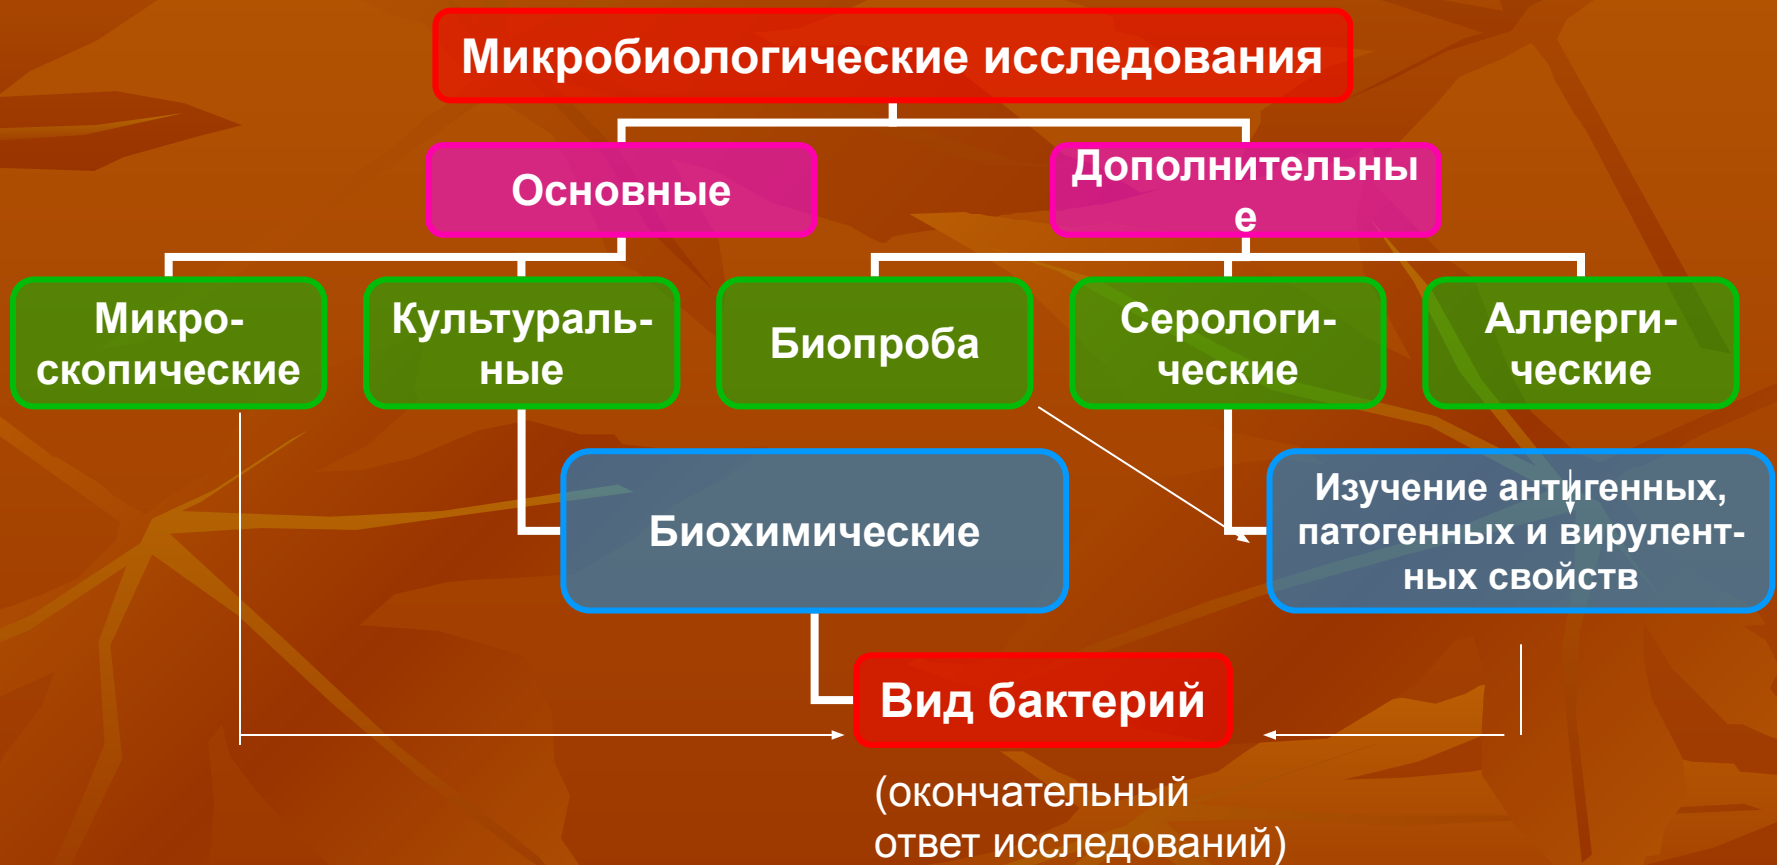 Микробиологические исследования
Основные
Дополнительны
е
Микро-
скопические
Культураль-
ные
Биопроба
Серологи-
ческие
Аллерги-
ческие
Биохимические
Изучение антигенных,
патогенных и вирулент-
ных свойств
Вид бактерий
(окончательный
ответ исследований)